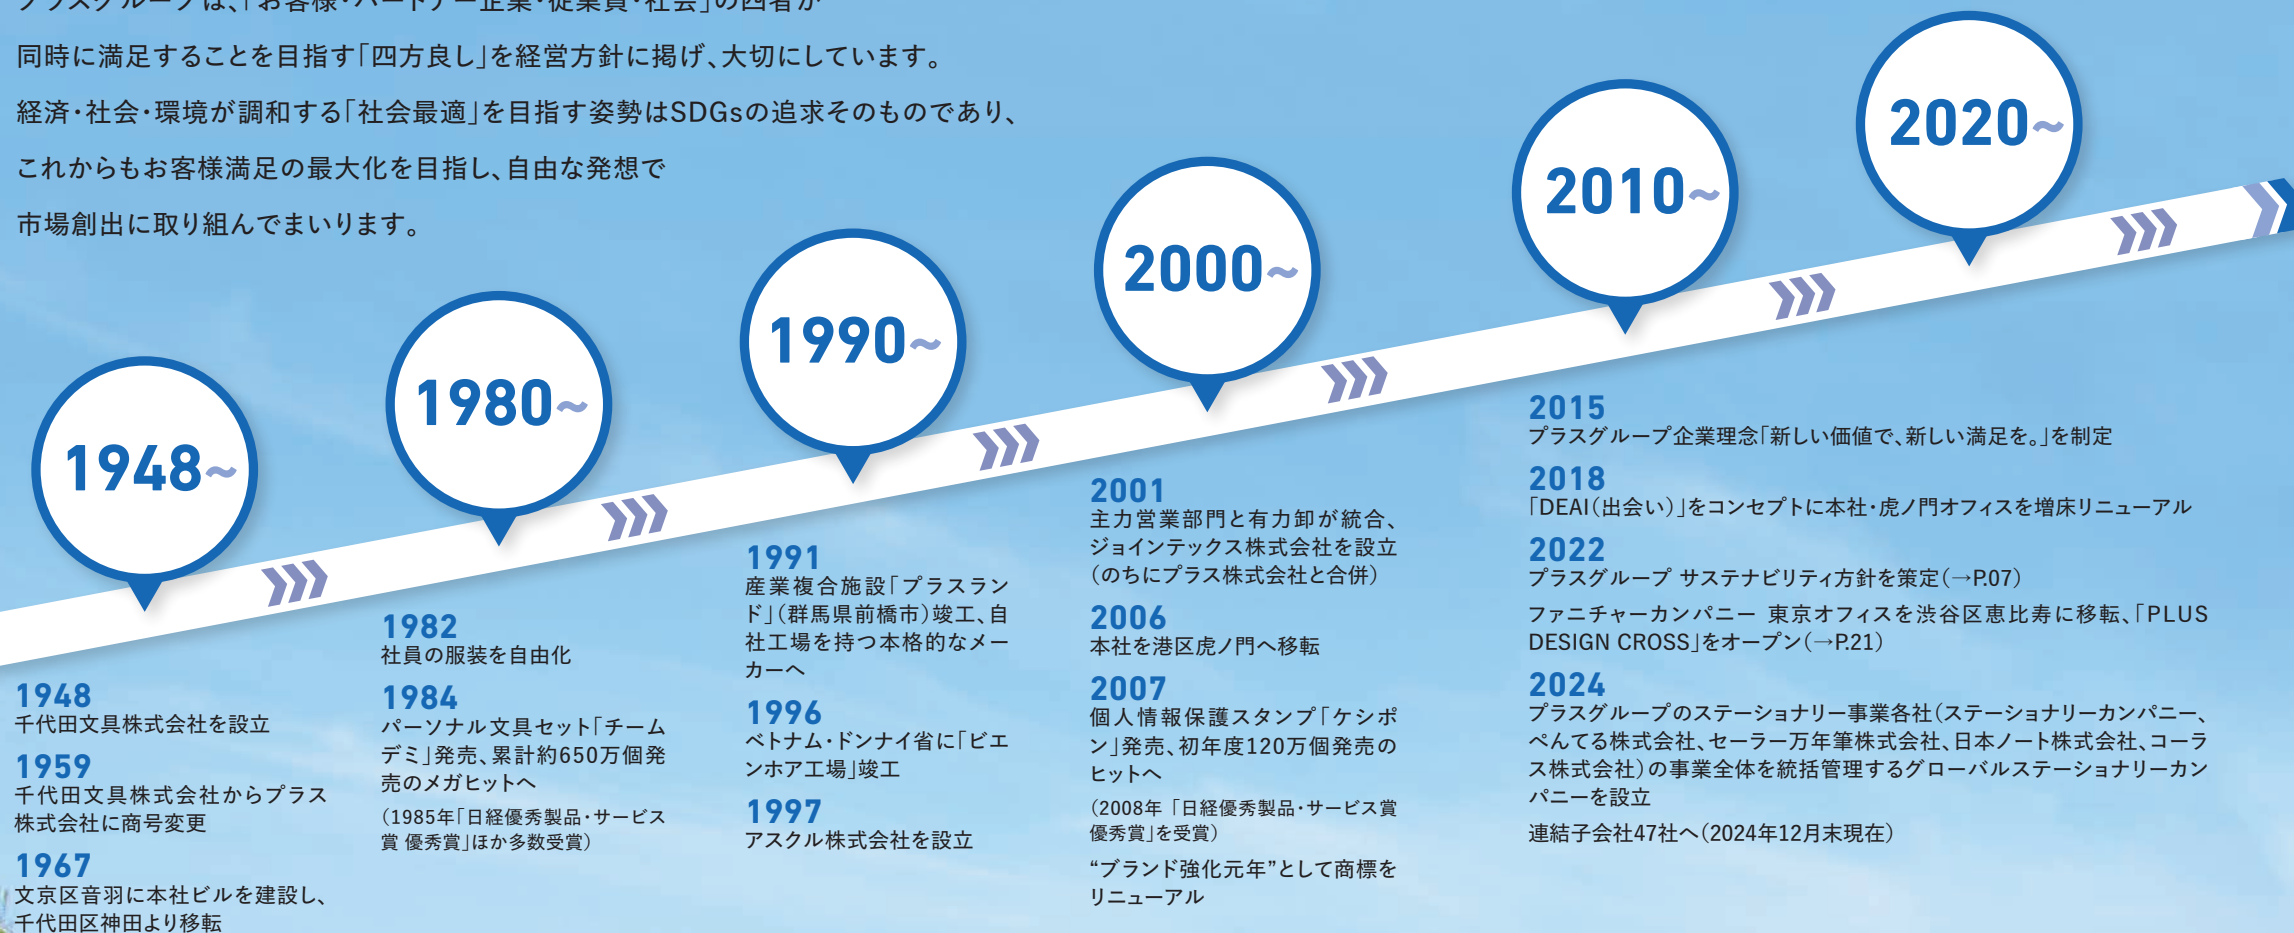 プラスグループは、「お客様・パートナー企業・従業員・社会」の四者が
同時に満足することを目指す「四方良し」を経営方針に掲げ、大切にしています。
経済・社会・環境が調和する「社会最適」を目指す姿勢はSDGsの追求そのものであり、
これからもお客様満足の最大化を目指し、自由な発想で
市場創出に取り組んでまいります。
1948~
1948
千代田文具株式会社を設立
1959
千代田文具株式会社からプラス
株式会社に商号変更
1967
文京区音羽に本社ビルを建設し、
千代田区神田より移転
1980~
1982
社員の服装を自由化
1984
パーソナル文具セット「チーム
デミ」発売、累計約650万個発
売のメガヒットへ
（1985年「日経優秀製品・サービス
賞 優秀賞」ほか多数受賞）
1990~
1991
産業複合施設「プラスラン
ド」（群馬県前橋市）竣工、自
社工場を持つ本格的なメー
カーへ
1996
ベトナム・ドンナイ省に「ビエ
ンホア工場」竣工
1997
アスクル株式会社を設立
2000~
2001
主力営業部門と有力卸が統合、
ジョインテックス株式会社を設立
（のちにプラス株式会社と合併）
2006
本社を港区虎ノ門へ移転
2007
個人情報保護スタンプ「ケシポ
ン」発売、初年度120万個発売の
ヒットへ
（2008年 「日経優秀製品・サービス賞
優秀賞」を受賞）
“ブランド強化元年”として商標を
リニューアル
2010~
2020~
2015
プラスグループ企業理念「新しい価値で、新しい満足を。」を制定
2018
「DEAI（出会い）」をコンセプトに本社・虎ノ門オフィスを増床リニューアル
2022
プラスグループ サステナビリティ方針を策定（→P.07）
ファニチャーカンパニー 東京オフィスを渋谷区恵比寿に移転、「PLUS
DESIGN CROSS」をオープン（→P.21）
2024
プラスグループのステーショナリー事業各社（ステーショナリーカンパニー、
ぺんてる株式会社、セーラー万年筆株式会社、日本ノート株式会社、コーラ
ス株式会社）の事業全体を統括管理するグローバルステーショナリーカン
パニーを設立
連結子会社47社へ（2024年12月末現在）